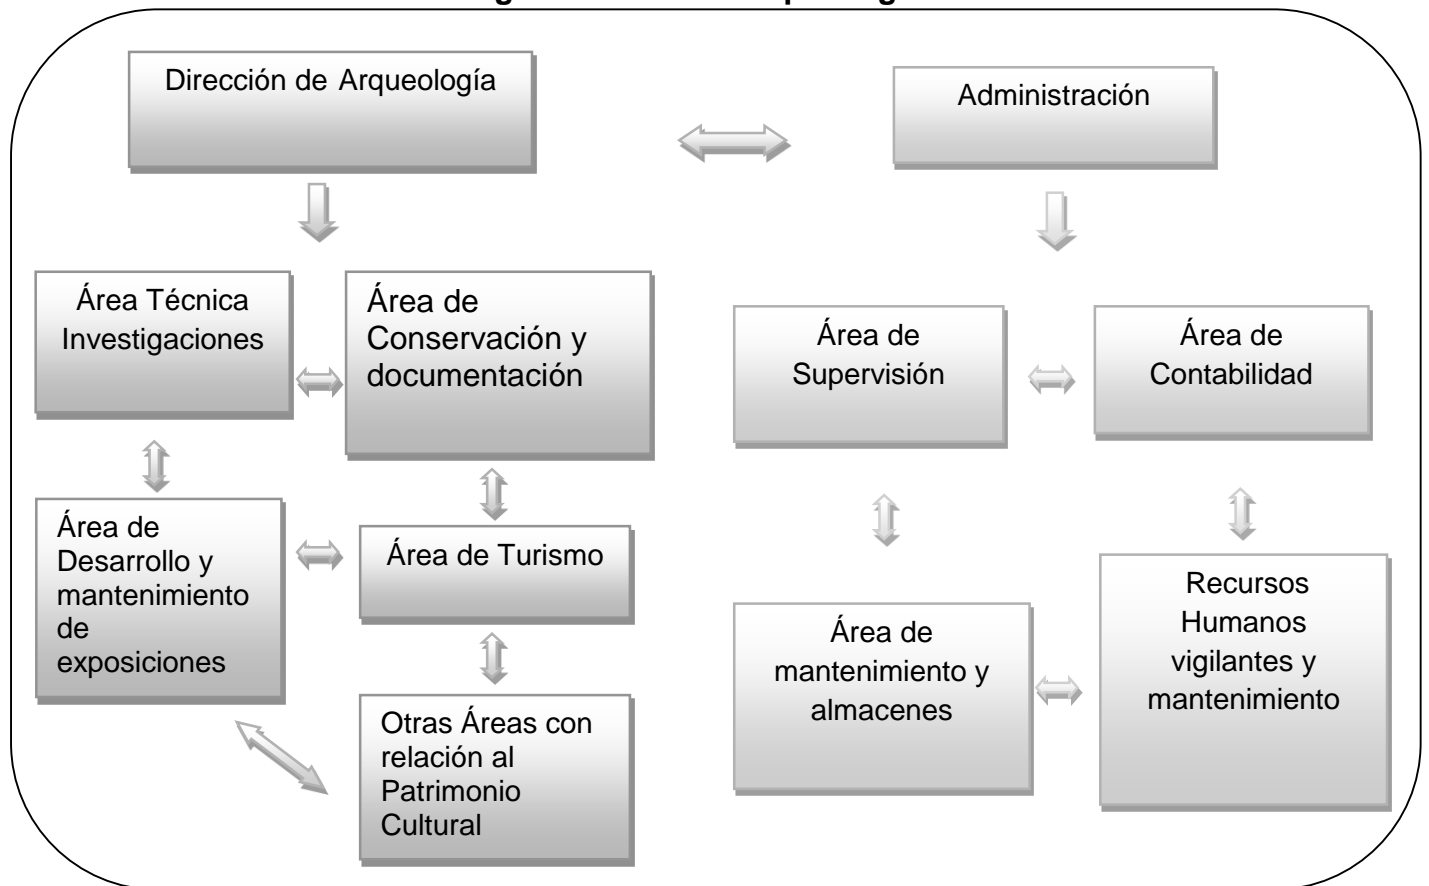 Dirección de Arqueología
Administración
Área Técnica
Investigaciones
Área de
Conservación y
documentación
Área de
Supervisión
Área de
Contabilidad
Área de
Desarrollo y
mantenimiento
de
exposiciones
Área de Turismo
Otras Áreas con
relación al
Patrimonio
Cultural
Área de
mantenimiento y
almacenes
Recursos
Humanos
vigilantes y
mantenimiento